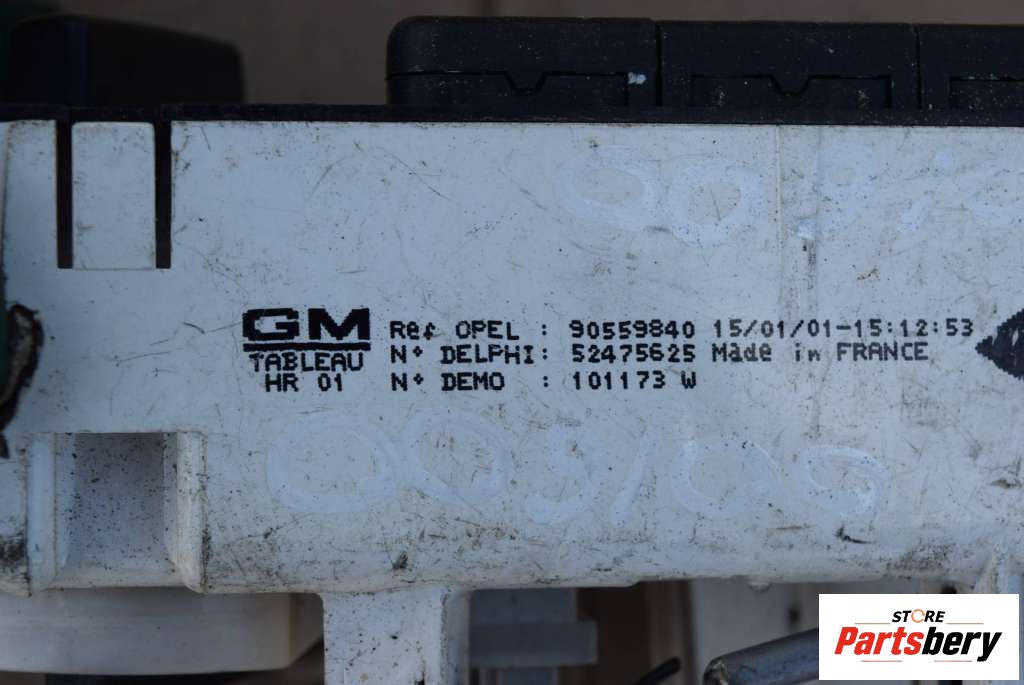 GM
TABLEAU
HR 01
Ref OPEL : 90559840 15/01/01-15:12:53
N° DELPHI: 52475625 Made in FRANCE
N° DEMO : 101173 W
STORE
Partsbery